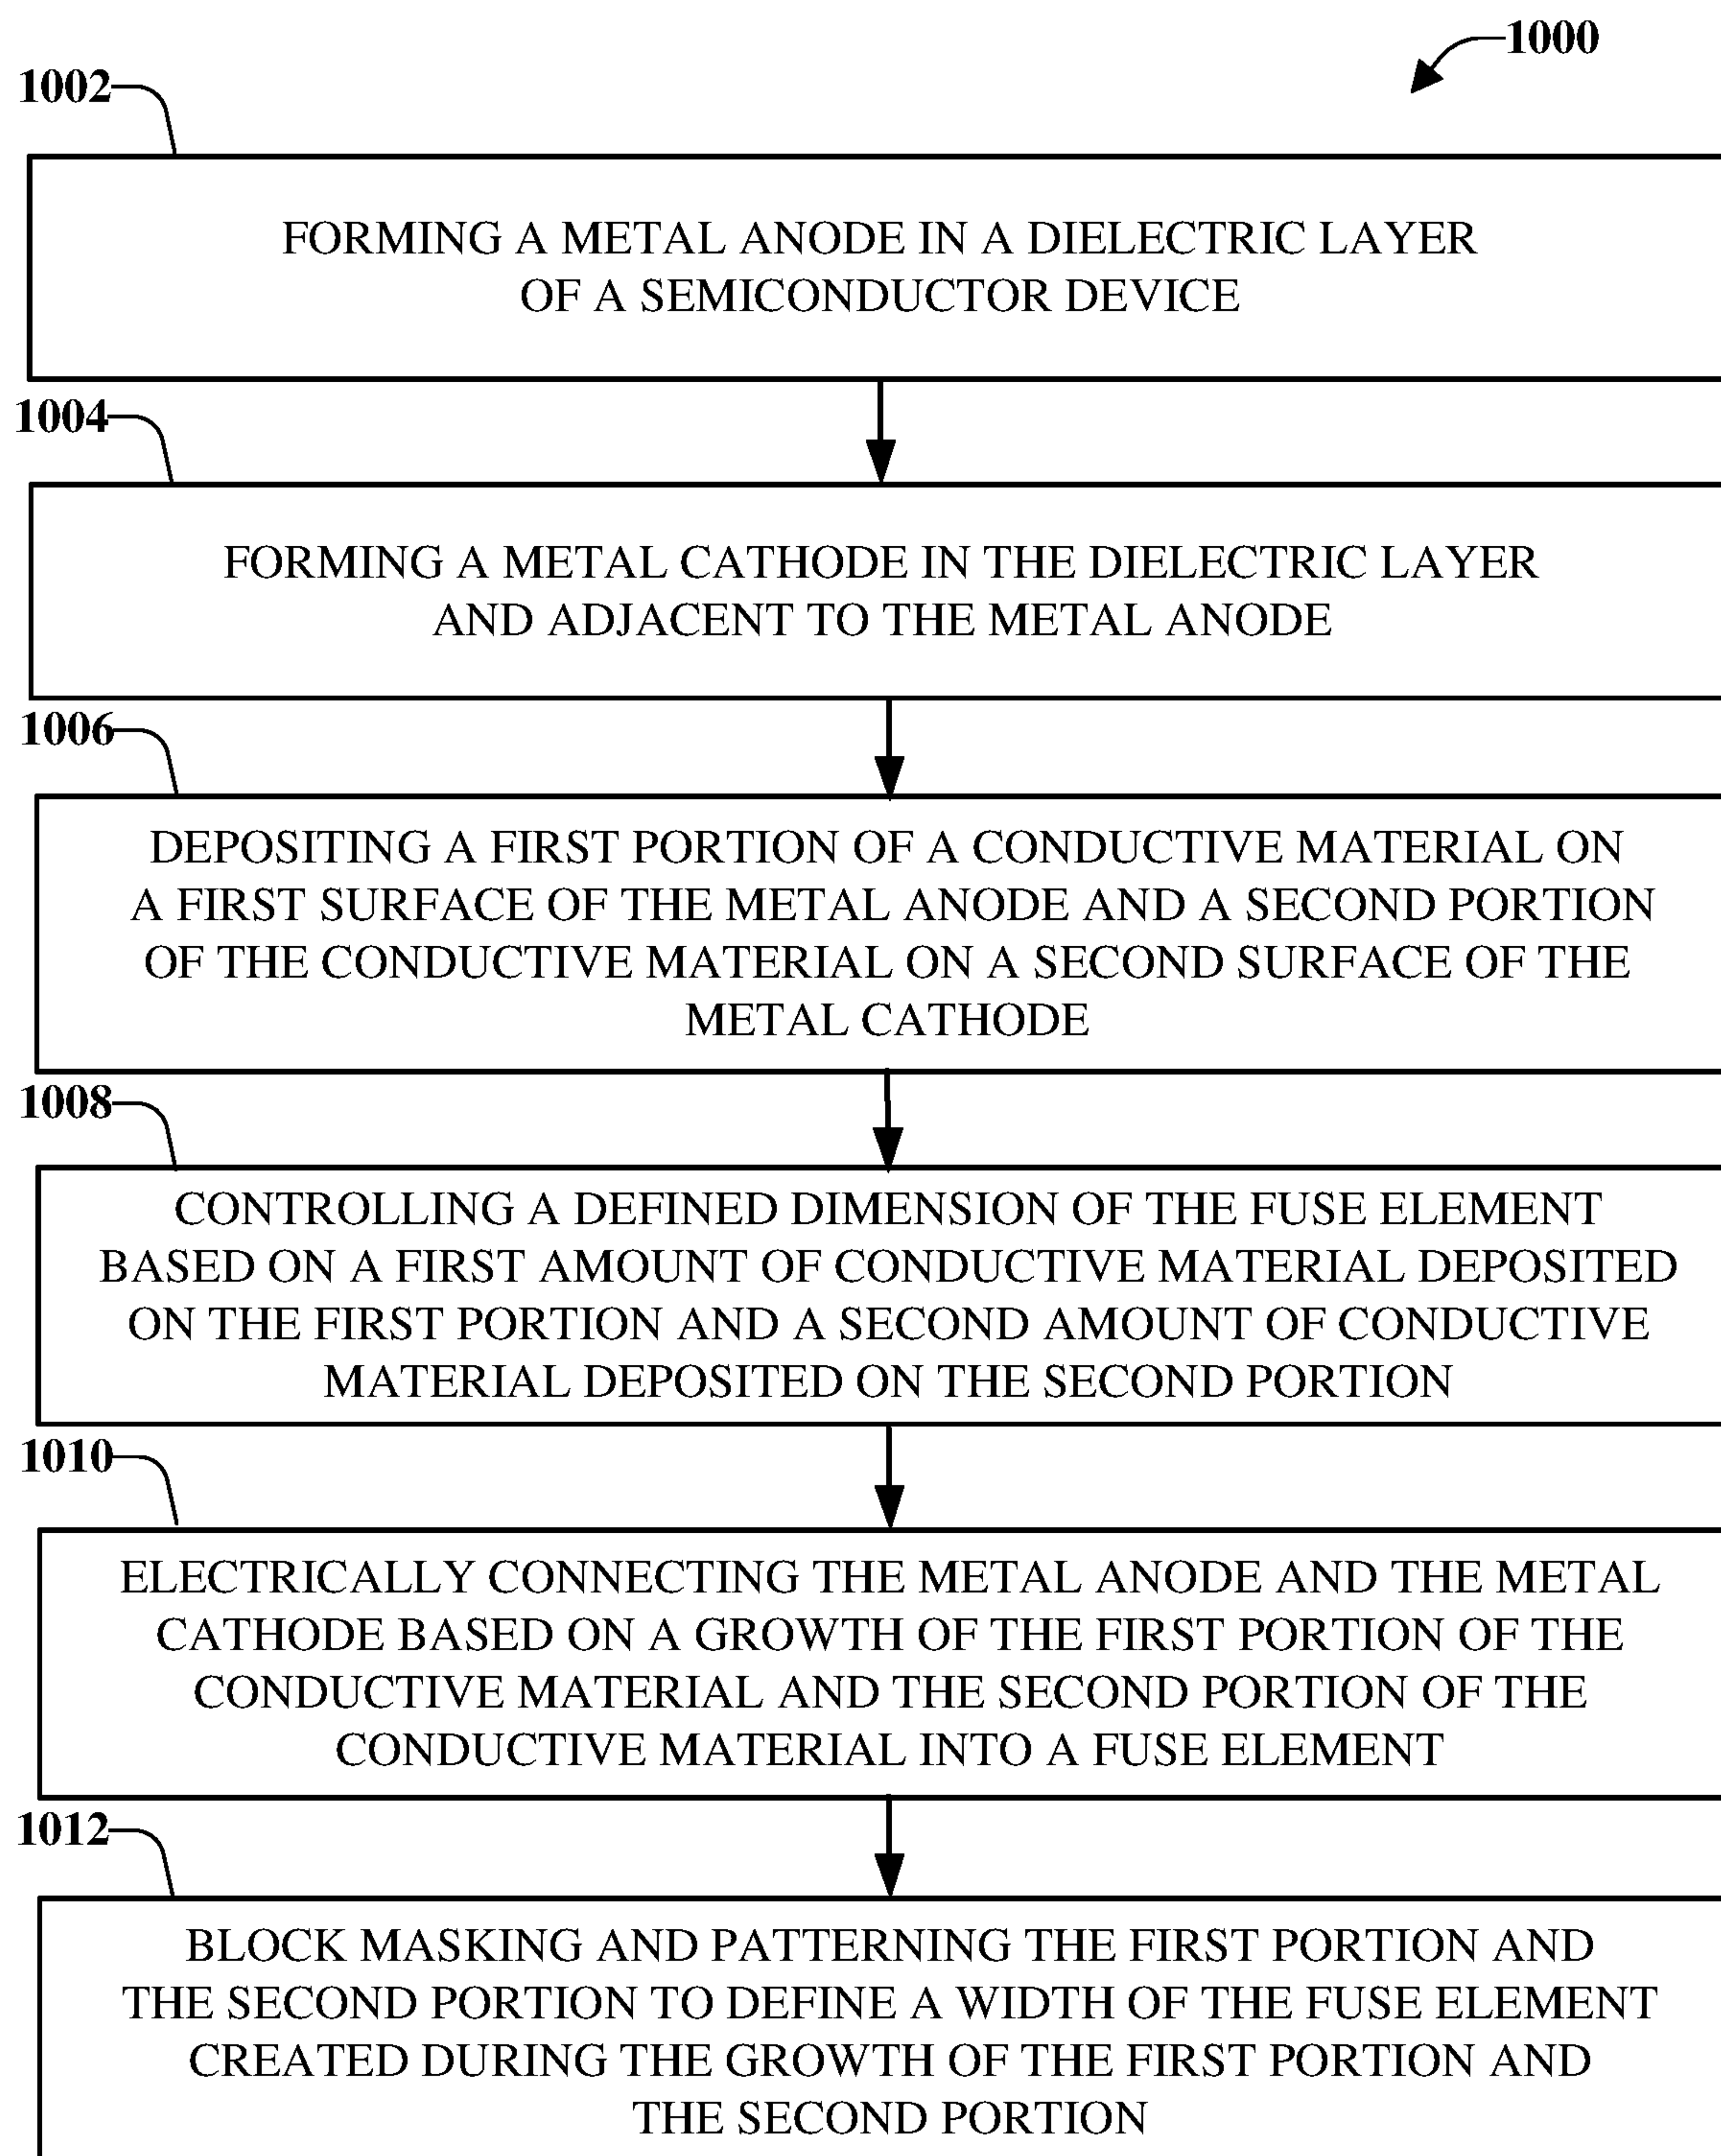 1000
1002
FORMING A METAL ANODE IN A DIELECTRIC LAYER
OF A SEMICONDUCTOR DEVICE
1004
FORMING A METAL CATHODE IN THE DIELECTRIC LAYER
AND ADJACENT TO THE METAL ANODE
1006
DEPOSITING A FIRST PORTION OF A CONDUCTIVE MATERIAL ON
A FIRST SURFACE OF THE METAL ANODE AND A SECOND PORTION
OF THE CONDUCTIVE MATERIAL ON A SECOND SURFACE OF THE
METAL CATHODE
1008
CONTROLLING A DEFINED DIMENSION OF THE FUSE ELEMENT
BASED ON A FIRST AMOUNT OF CONDUCTIVE MATERIAL DEPOSITED
ON THE FIRST PORTION AND A SECOND AMOUNT OF CONDUCTIVE
MATERIAL DEPOSITED ON THE SECOND PORTION
1010
ELECTRICALLY CONNECTING THE METAL ANODE AND THE METAL
CATHODE BASED ON A GROWTH OF THE FIRST PORTION OF THE
CONDUCTIVE MATERIAL AND THE SECOND PORTION OF THE
CONDUCTIVE MATERIAL INTO A FUSE ELEMENT
1012
BLOCK MASKING AND PATTERNING THE FIRST PORTION AND
THE SECOND PORTION TO DEFINE A WIDTH OF THE FUSE ELEMENT
CREATED DURING THE GROWTH OF THE FIRST PORTION AND
THE SECOND PORTION